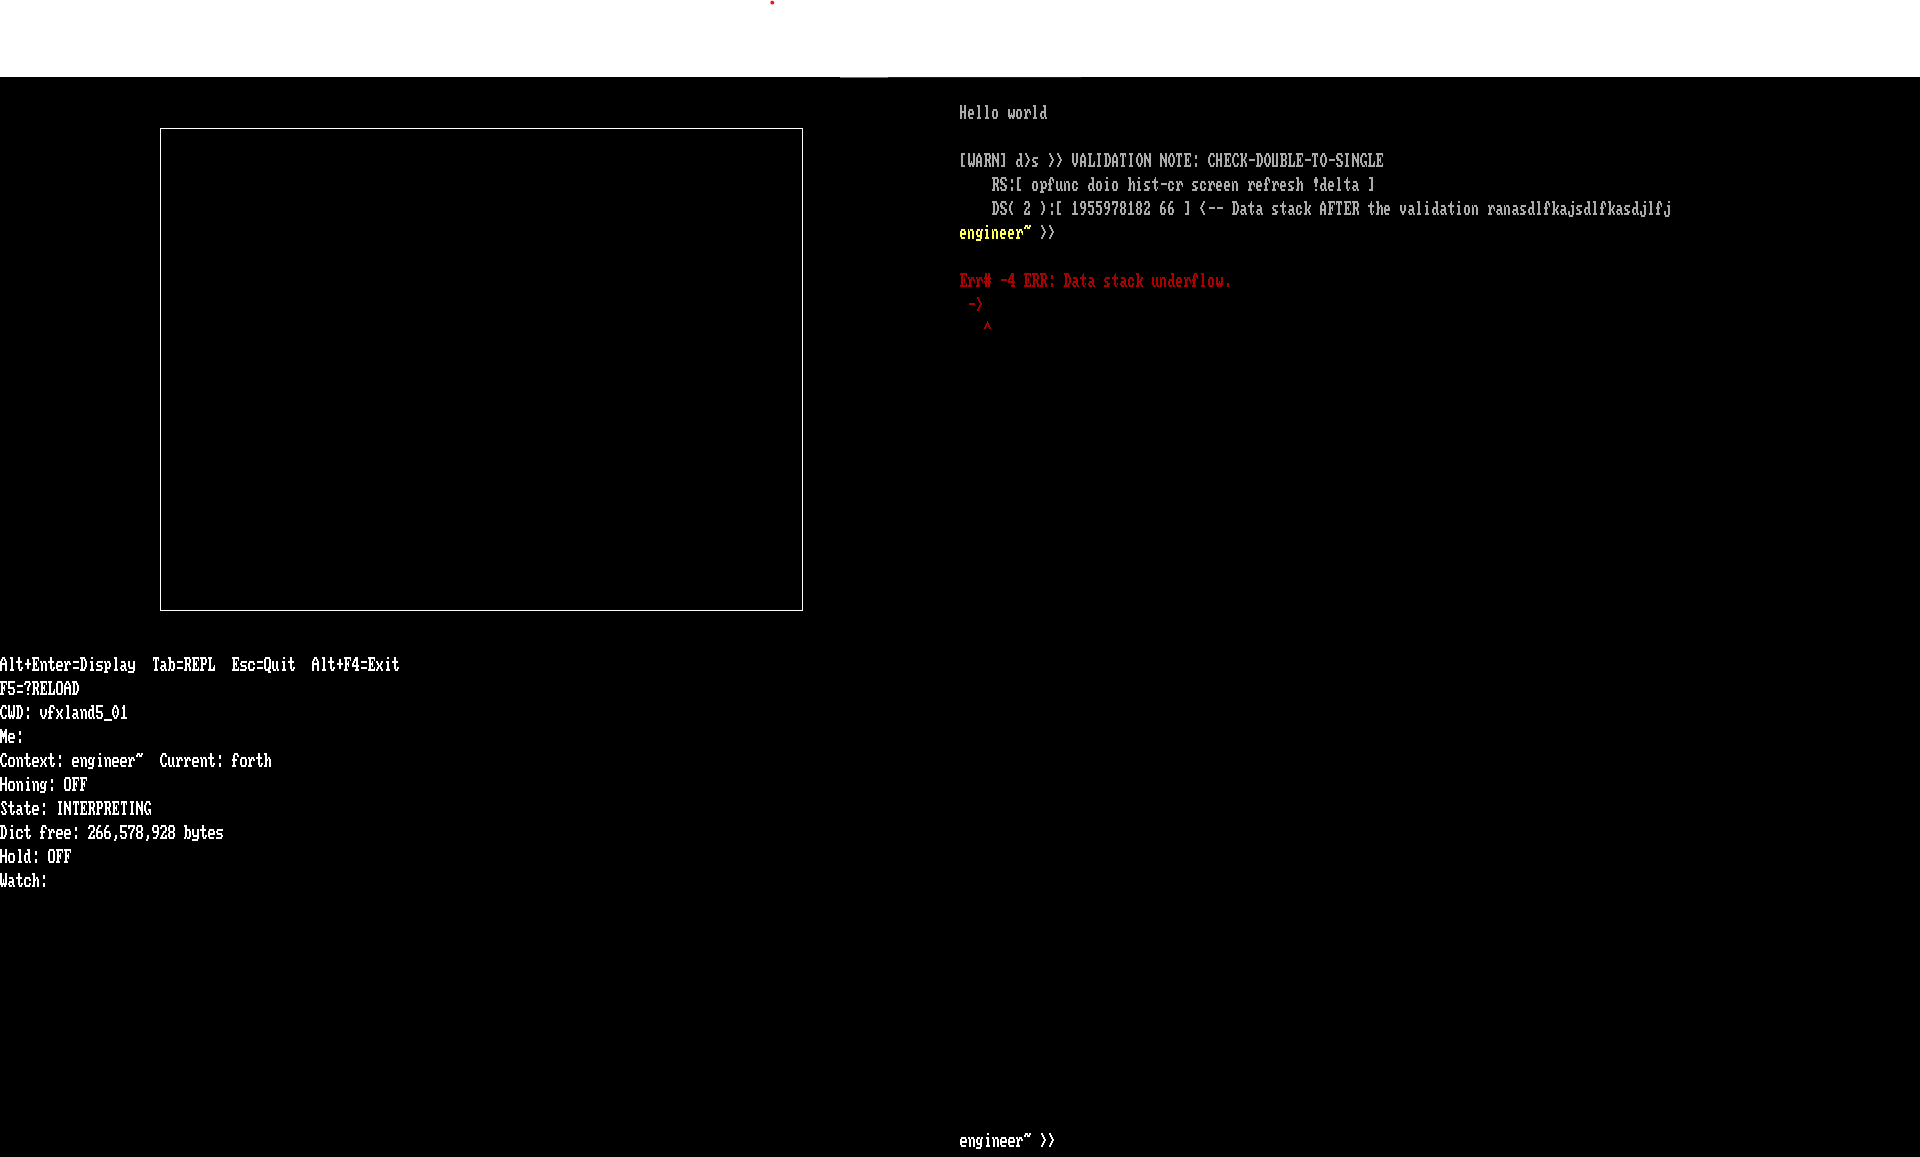 Hello world
[WARN] d>s >> VALIDATION NOTE: CHECK-DOUBLE-TO-SINGLE
RS:[ opfunc doio hist-cr screen refresh !delta ]
DS( 2 ):[ 1955978182 66 ] <-- Data stack AFTER the validation ranasdlfkajsdlfkasdjlfj
engineer~ >>
Err# -4 ERR: Data stack underflow.
->
^
Alt+Enter=Display  Tab=REPL  Esc=Quit  Alt+F4=Exit
F5=?RELOAD
CWD: vfxland5_01
Me:
Context: engineer~  Current: forth
Honing: OFF
State: INTERPRETING
Dict free: 266,578,928 bytes
Hold: OFF
Watch:
engineer~ >>